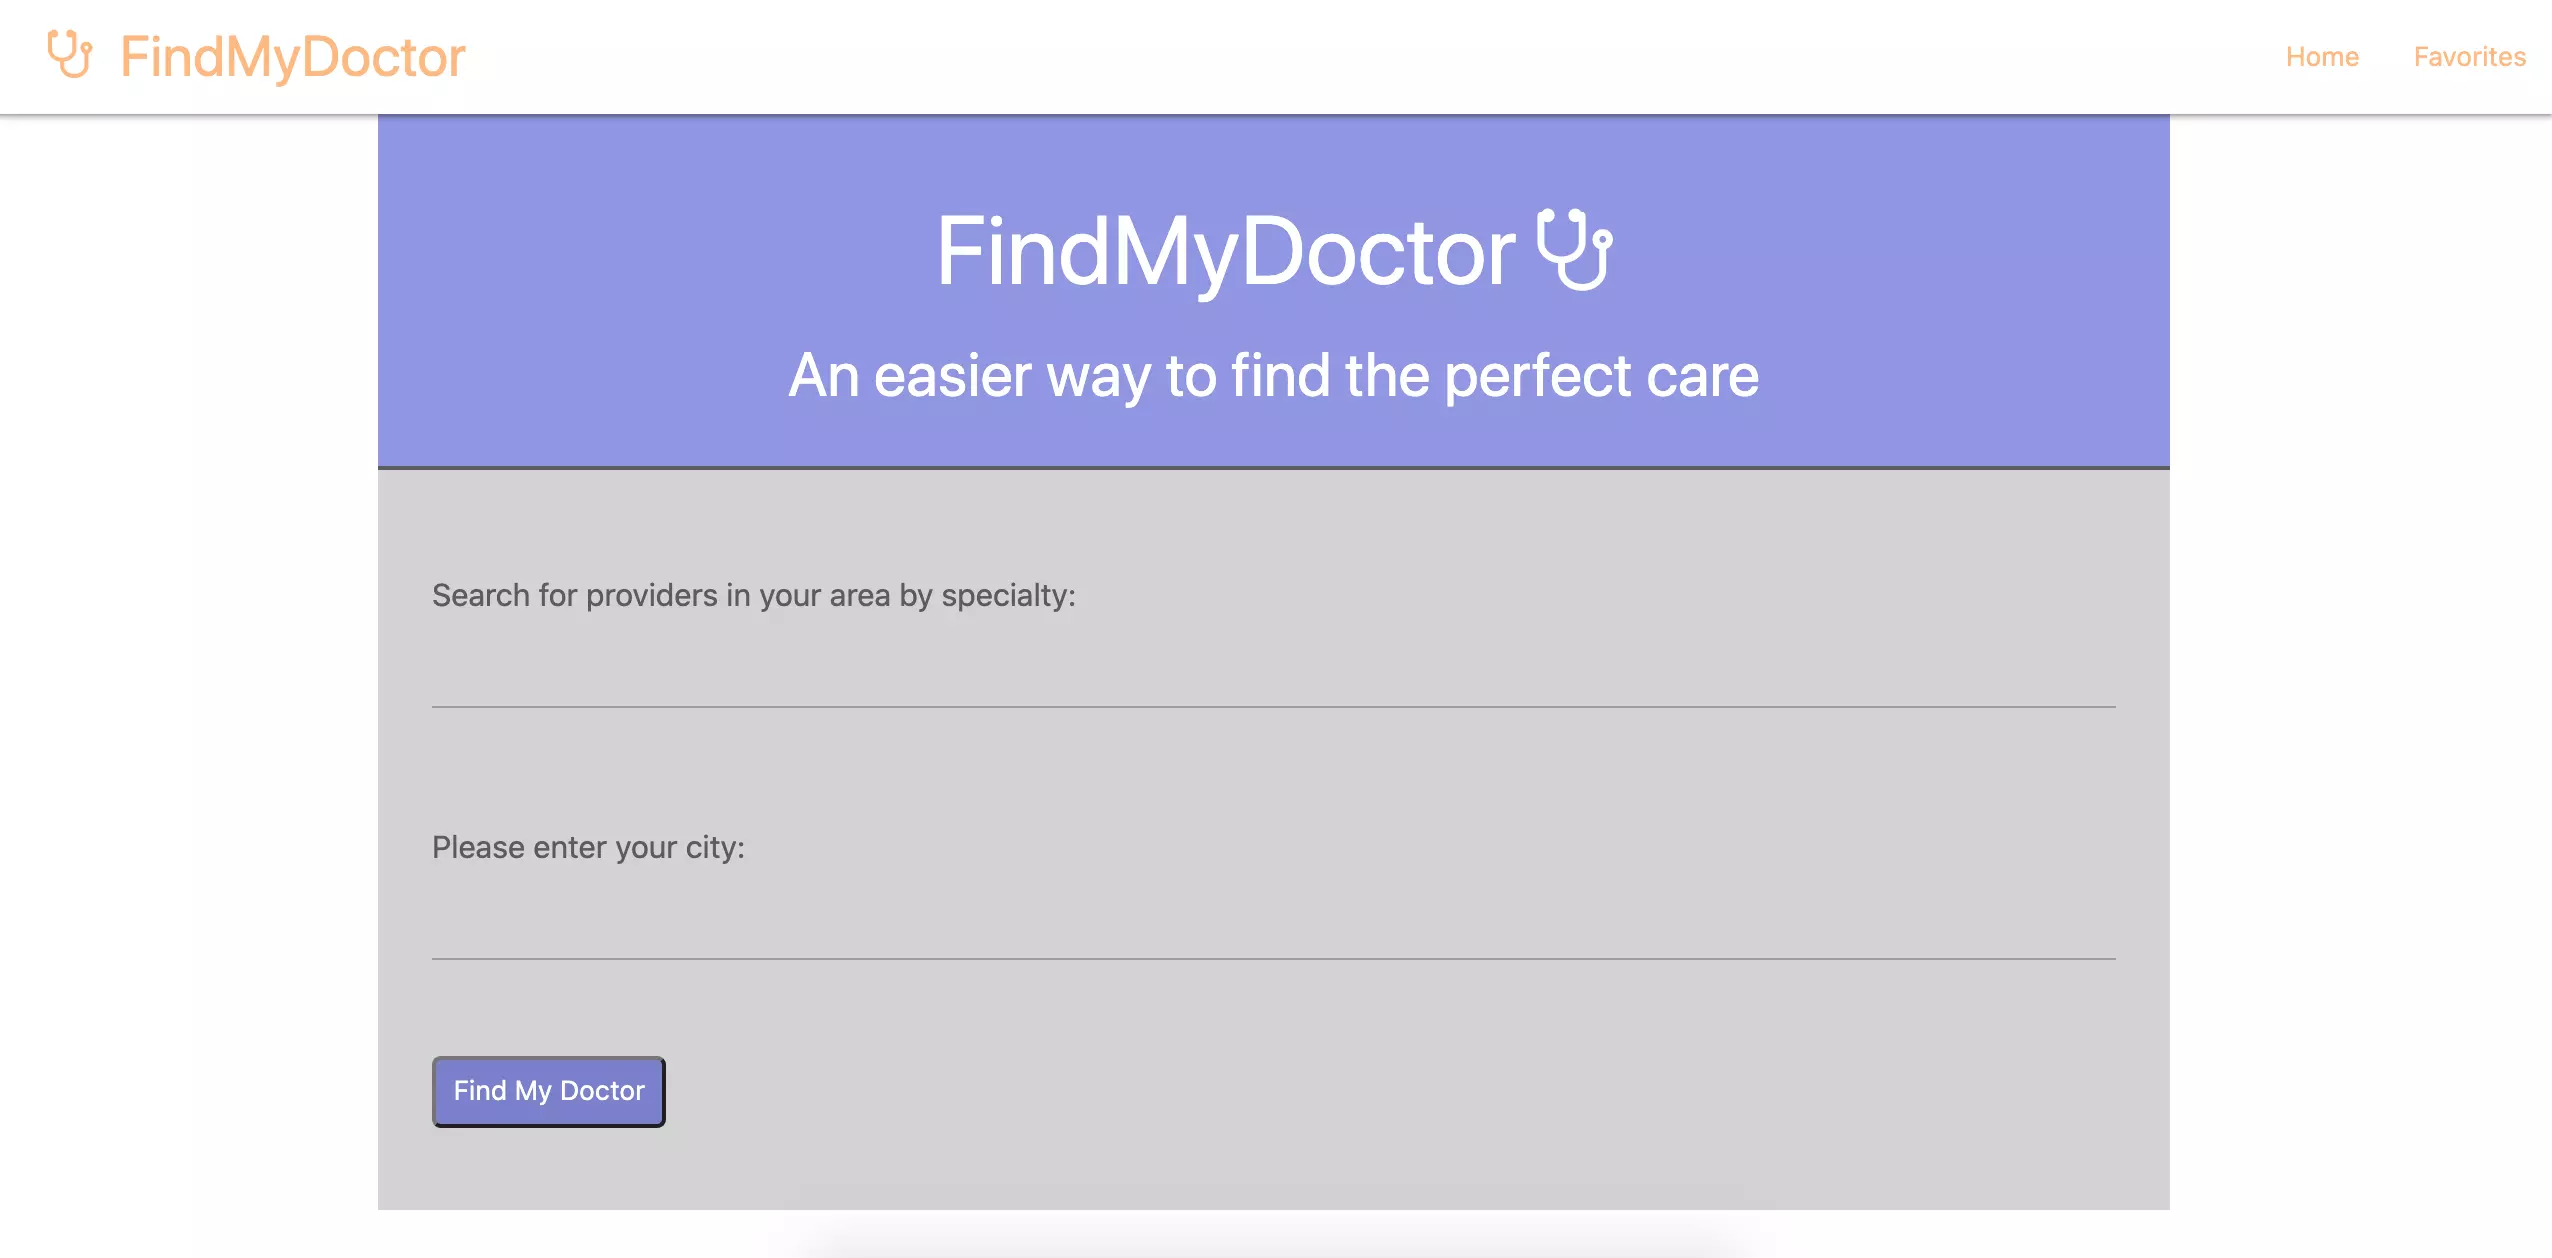 FindMyDoctor
Home
Favorites
FindMyDoctor
An easier way to find the perfect care
Search for providers in your area by specialty:
Please enter your city:
Find My Doctor